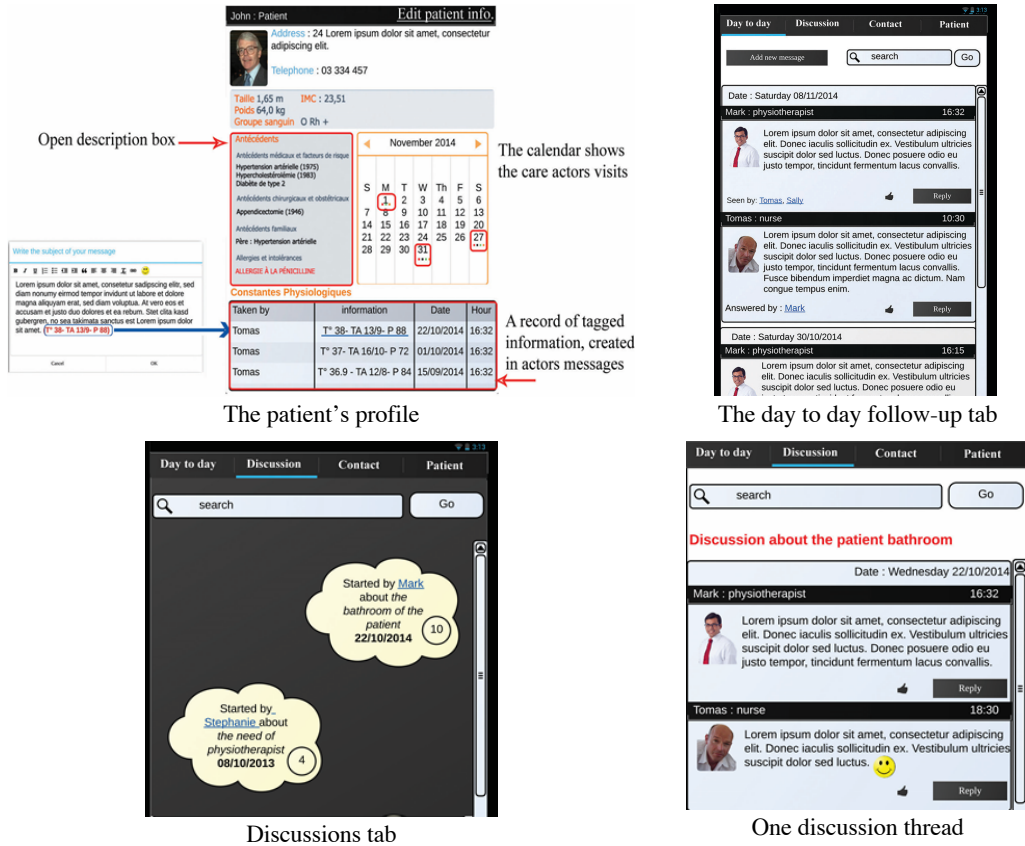 John : Patient
Edit patient info.
Address : 24 Lorem ipsum dolor sit amet, consectetur
adipiscing elit.
Telephone : 03 334 457
Taille 1,65 m IMC : 23,51
Poids 64,0 kg
Groupe sanguin O Rh +
Open description box
Antécédents
Antécédents médicaux et facteurs de risque
Hypertension artérielle (1975)
Hypercholestérolémie (1983)
Diabète de type 2
Antécédents chirurgicaux et obstétricaux
Appendicectomie (1946)
Antécédents familiaux
Père : Hypertension artérielle
Allergies et intolérances
ALLERGIE À LA PÉNICILLINE
November 2014
S M T W Th F S
1 2 3 4 5 6
7 8 9 10 11 12 13
14 15 16 17 18 19 20
21 22 23 24 25 26 27
28 29 30 31
The calendar shows
the care actors visits
Write the subject of your message
Lorem ipsum dolor sit amet, consetetur sadipscing elitr, sed
diam nonumy eirmod tempor invidunt ut labore et dolore
magna aliquyam erat, sed diam voluptua. At vero eos et
accusam et justo duo dolores et ea rebum. Stet clita kasd
gubergren, no sea takimata sanctus est Lorem ipsum dolor
sit amet. (T° 38- TA 13/9- P 88)
Cancel OK
Constantes Physiologiques
Taken by information Date Hour
Tomas T° 38- TA 13/9- P 88 22/10/2014 16:32
Tomas T° 37- TA 16/10- P 72 01/10/2014 16:32
Tomas T° 36.9 - TA 12/8- P 84 15/09/2014 16:32
A record of tagged
information, created
in actors messages
The patient's profile
3:13
Day to day Discussion Contact Patient
Add new message
search
Go
Date : Saturday 08/11/2014
Mark : physiotherapist 16:32
Lorem ipsum dolor sit amet, consectetur adipiscing
elit. Donec iaculis sollicitudin ex. Vestibulum ultricies
suscipit dolor sed luctus. Donec posuere odio eu
justo tempor, tincidunt fermentum lacus convallis.
Seen by: Tomas, Sally
Reply
Tomas : nurse 10:30
Lorem ipsum dolor sit amet, consectetur adipiscing
elit. Donec iaculis sollicitudin ex. Vestibulum ultricies
suscipit dolor sed luctus. Donec posuere odio eu
justo tempor, tincidunt fermentum lacus convallis.
Fusce bibendum imperdiet magna ac dictum. Nam
congue tempus enim.
Answered by : Mark
Reply
Date : Saturday 30/10/2014
Mark : physiotherapist 16:15
Lorem ipsum dolor sit amet, consectetur adipiscing
elit. Donec iaculis sollicitudin ex. Vestibulum ultricies
suscipit dolor sed luctus. Donec posuere odio eu
The day to day follow-up tab
3:13
Day to day Discussion Contact Patient
search
Go
Started by Mark
about the
bathroom of the
patient
22/10/2014
10
Started by
Stephanie about
the need of
physiotherapist
08/10/2013
4
Discussions tab
Day to day Discussion Contact Patient
search
Go
Discussion about the patient bathroom
Date : Wednesday 22/10/2014
Mark : physiotherapist 16:32
Lorem ipsum dolor sit amet, consectetur adipiscing
elit. Donec iaculis sollicitudin ex. Vestibulum ultricies
suscipit dolor sed luctus. Donec posuere odio eu
justo tempor, tincidunt fermentum lacus convallis.
Reply
Tomas : nurse 18:30
Lorem ipsum dolor sit amet, consectetur adipiscing
elit. Donec iaculis sollicitudin ex. Vestibulum ultricies
suscipit dolor sed luctus.
Reply
One discussion thread